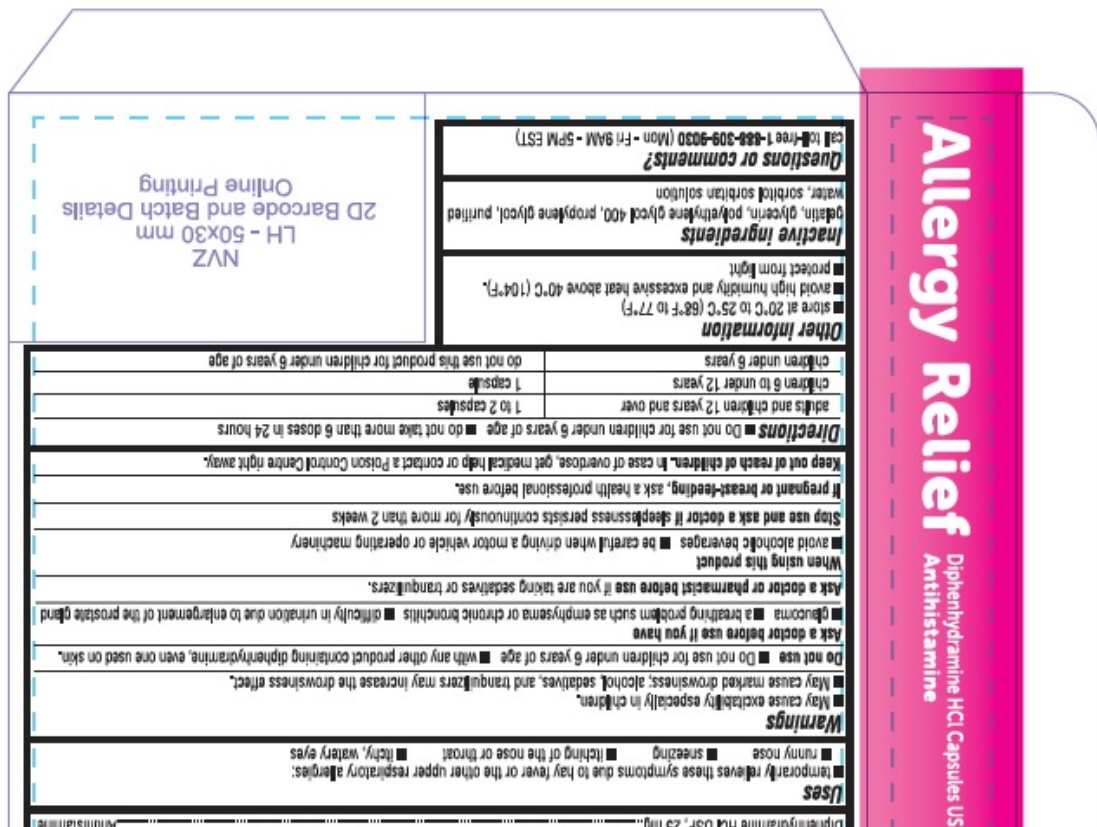 Diphenhydramine HCl USP, 25 mg Antihistamine
Uses
■ temporarily relieves these symptoms due to hay fever or the other upper respiratory allergies:
■ runny nose ■ sneezing ■ itching of the nose or throat ■ itchy, watery eyes
Warnings
■ May cause excitability especially in children.
■ May cause marked drowsiness; alcohol, sedatives, and tranquilizers may increase the drowsiness effect.
Do not use ■ Do not use for children under 6 years of age ■ with any other product containing diphenhydramine, even one used on skin.
Ask a doctor before use if you have
■ glaucoma ■ a breathing problem such as emphysema or chronic bronchitis ■ difficulty in urination due to enlargement of the prostate gland
Ask a doctor or pharmacist before use if you are taking sedatives or tranquilizers.
When using this product
■ avoid alcoholic beverages ■ be careful when driving a motor vehicle or operating machinery
Stop use and ask a doctor if sleeplessness persists continuously for more than 2 weeks
If pregnant or breast-feeding, ask a health professional before use.
Keep out of reach of children. In case of overdose, get medical help or contact a Poison Control Centre right away.
Directions ■ Do not use for children under 6 years of age ■ do not take more than 6 doses in 24 hours
adults and children 12 years and over 1 to 2 capsules
children 6 to under 12 years 1 capsule
children under 6 years do not use this product for children under 6 years of age
Other information
■ store at 20°C to 25°C (68°F to 77°F)
■ avoid high humidity and excessive heat above 40°C (104°F).
■ protect from light
Inactive ingredients
gelatin, glycerin, polyethylene glycol 400, propylene glycol, purified
water, sorbitol sorbitan solution
Questions or comments?
call toll-free 1-888-309-9030 (Mon - Fri 9AM - 5PM EST)
NVZ
LH - 50x30 mm
2D Barcode and Batch Details
Online Printing
Allergy Relief
Diphenhydramine HCl Capsules US
Antihistamine